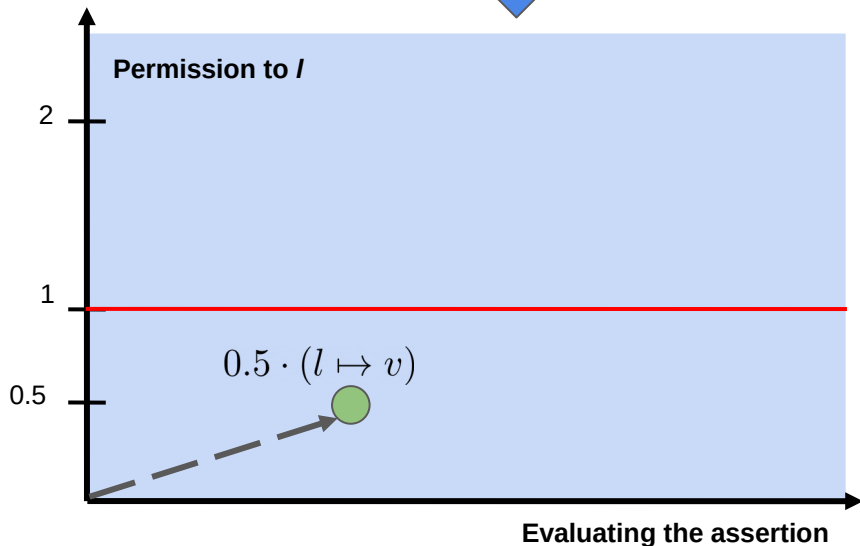 Permission to l
2
1
0.5 · (l ↦ v)
0.5
Evaluating the assertion